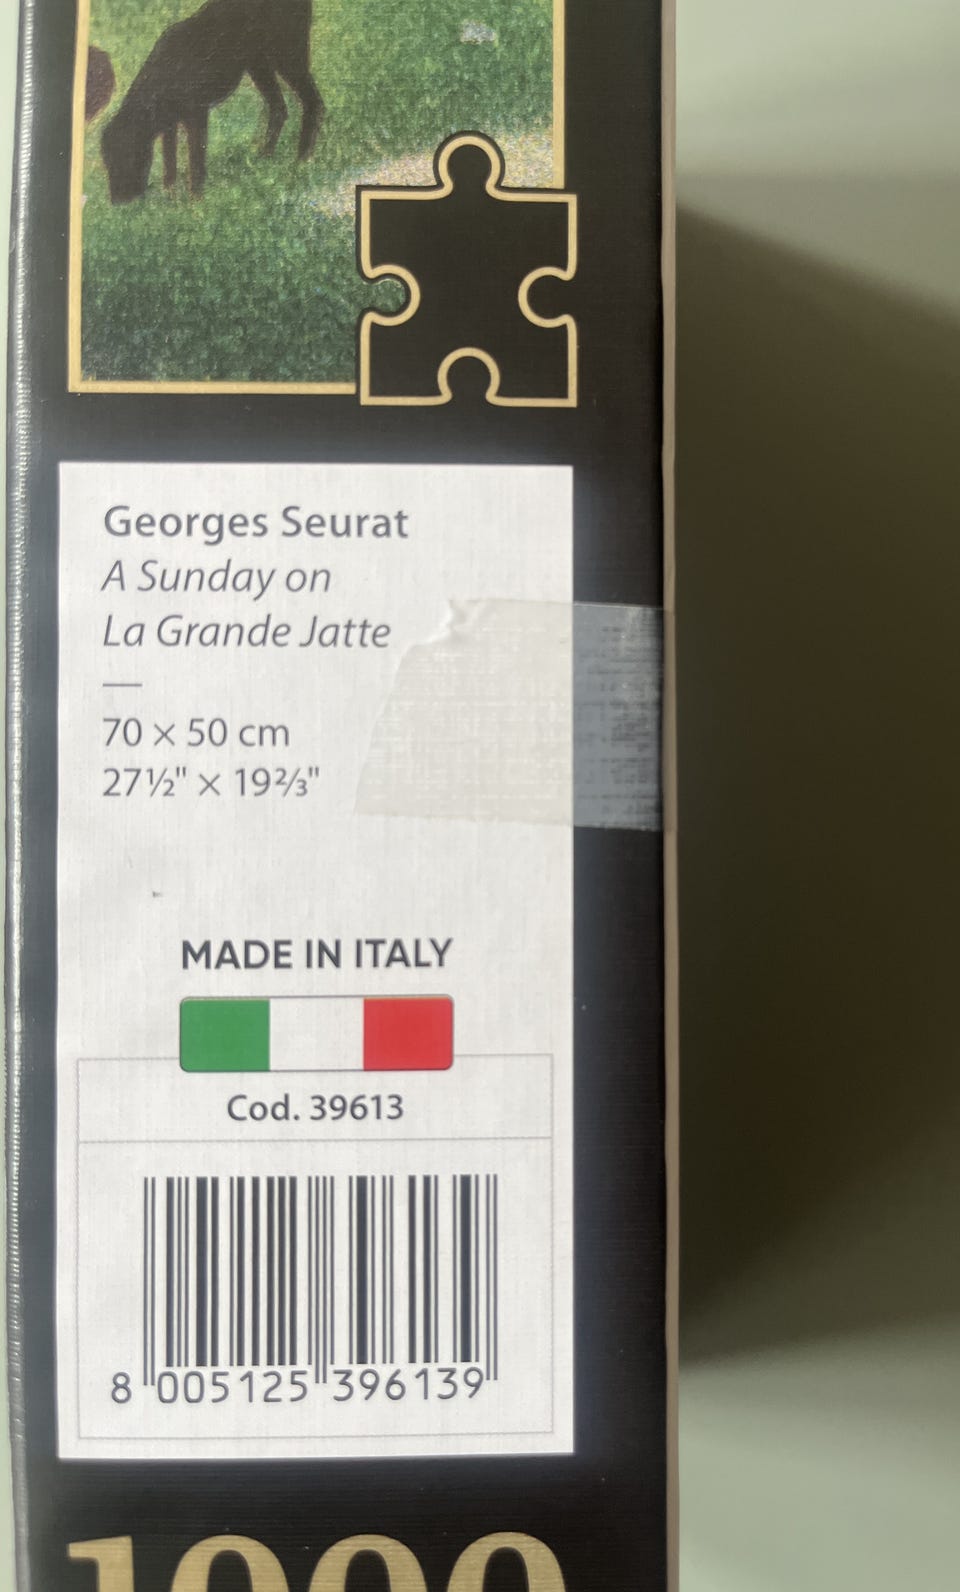 Georges Seurat
A Sunday on
La Grande Jatte
70 × 50 cm
27½" × 19⅔"
MADE IN ITALY
Cod. 39613
8 005125 396139
1000